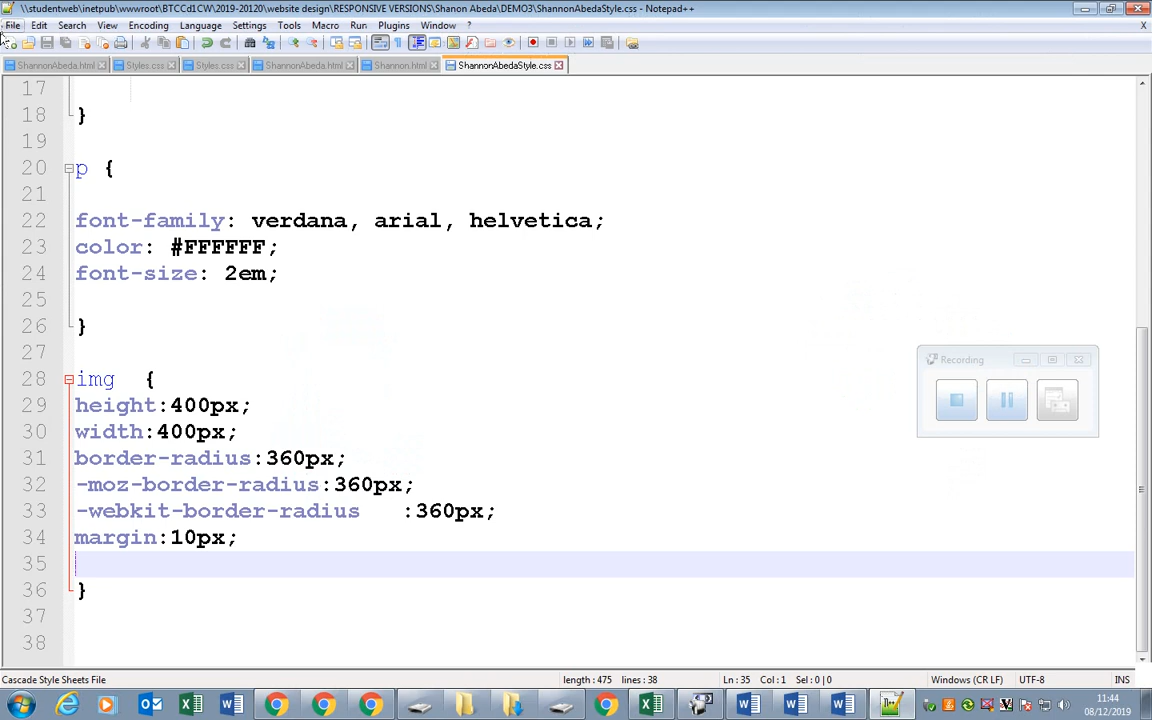 \\studentweb\inetpub\wwwroot\BTCCd1CW\2019-20120\website design\RESPONSIVE VERSIONS\Shanon Abeda\DEMO3\ShannonAbedaStyle.css - Notepad++
File Edit Search View Encoding Language Settings Tools Macro Run Plugins Window ? X
ShannonAbeda.html Styles.css Styles.css ShannonAbeda.html Shannon.html ShannonAbedaStyle.css
17
18 }
19
20 p {
21
22 font-family: verdana, arial, helvetica;
23 color: #FFFFFF;
24 font-size: 2em;
25
26 }
27
28 img {
Recording
29 height:400px;
30 width:400px;
31 border-radius:360px;
32 -moz-border-radius:360px;
33 -webkit-border-radius :360px;
34 margin:10px;
35
36 }
37
38
Cascade Style Sheets File length : 475 lines : 38 Ln : 35 Col : 1 Sel : 0 | 0 Windows (CR LF) UTF-8 INS
11:44
08/12/2019